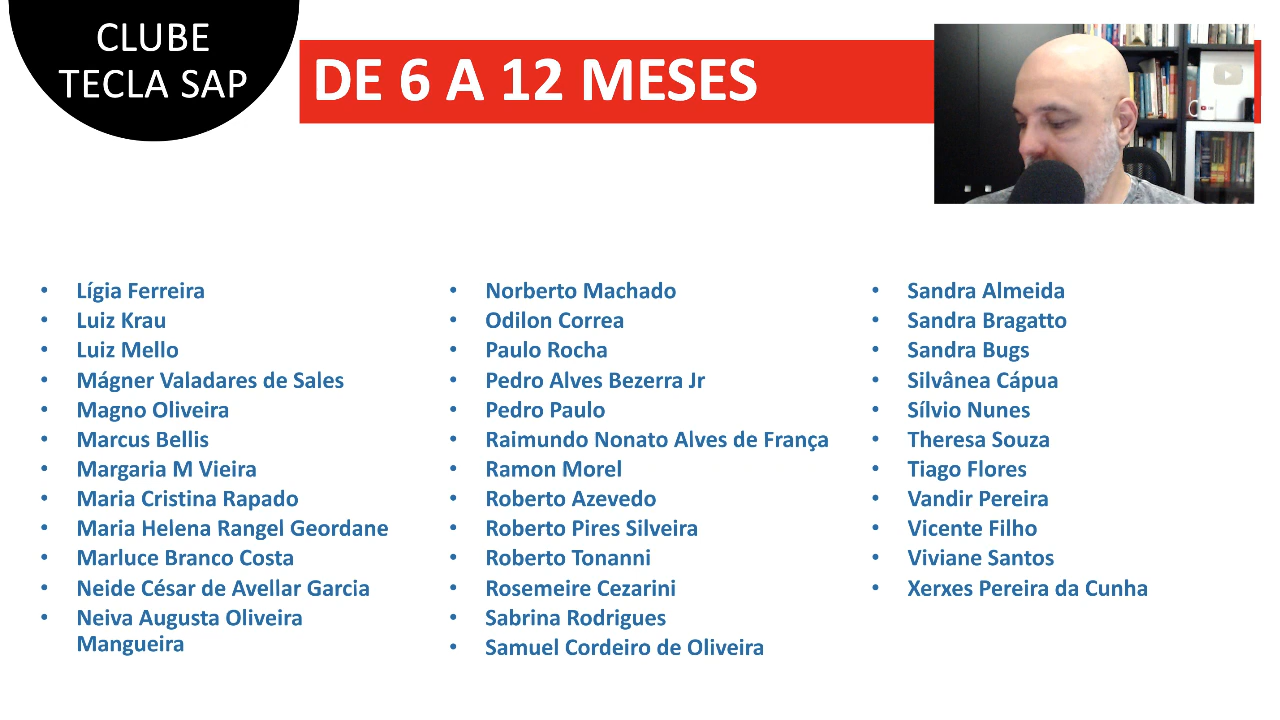 CLUBE
TECLA SAP
DE 6 A 12 MESES
• Lígia Ferreira
• Luiz Krau
• Luiz Mello
• Mágner Valadares de Sales
• Magno Oliveira
• Marcus Bellis
• Margaria M Vieira
• Maria Cristina Rapado
• Maria Helena Rangel Geordane
• Marluce Branco Costa
• Neide César de Avellar Garcia
• Neiva Augusta Oliveira
Mangueira
• Norberto Machado
• Odilon Correa
• Paulo Rocha
• Pedro Alves Bezerra Jr
• Pedro Paulo
• Raimundo Nonato Alves de França
• Ramon Morel
• Roberto Azevedo
• Roberto Pires Silveira
• Roberto Tonanni
• Rosemeire Cezarini
• Sabrina Rodrigues
• Samuel Cordeiro de Oliveira
• Sandra Almeida
• Sandra Bragatto
• Sandra Bugs
• Silvânea Cápua
• Sílvio Nunes
• Theresa Souza
• Tiago Flores
• Vandir Pereira
• Vicente Filho
• Viviane Santos
• Xerxes Pereira da Cunha